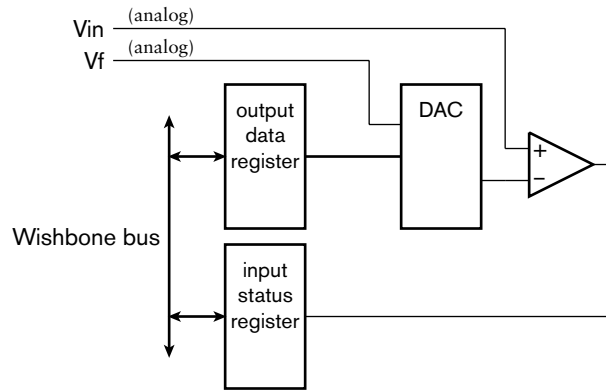 Vin (analog)
Vf (analog)
output
data
register
DAC
+
−
Wishbone bus
input
status
register